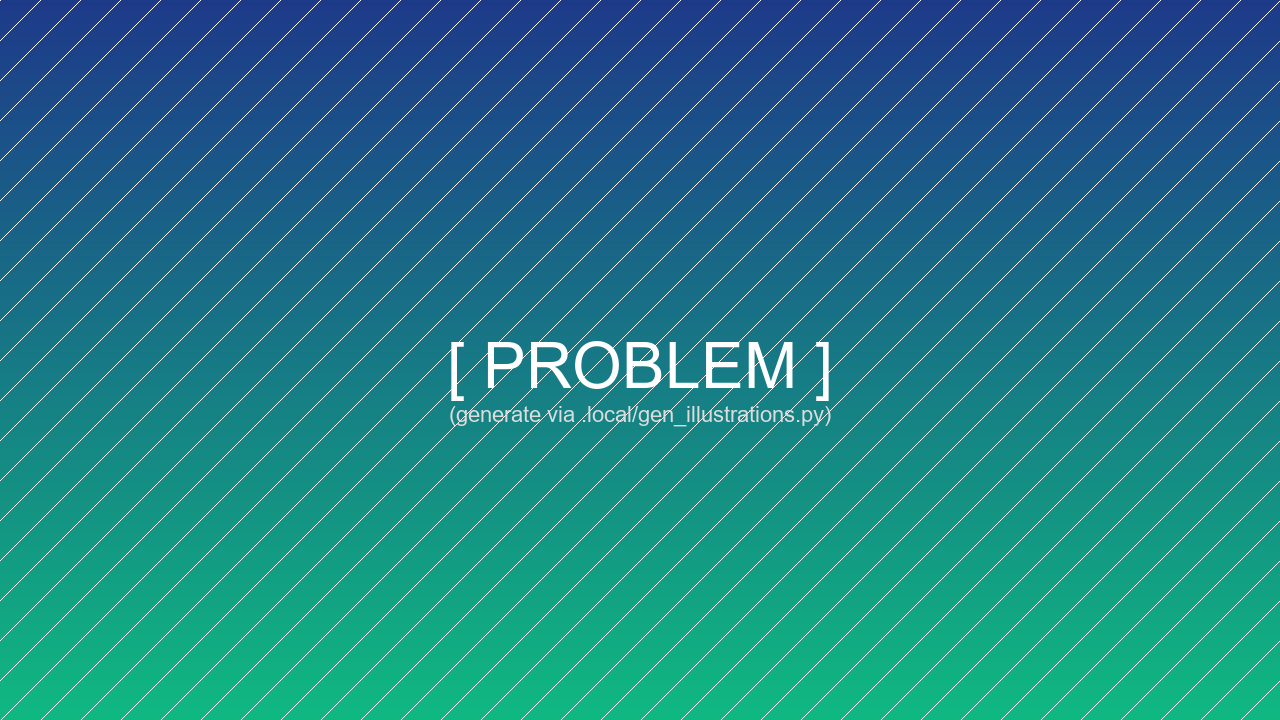 [ PROBLEM ]
(generate via .local/gen_illustrations.py)